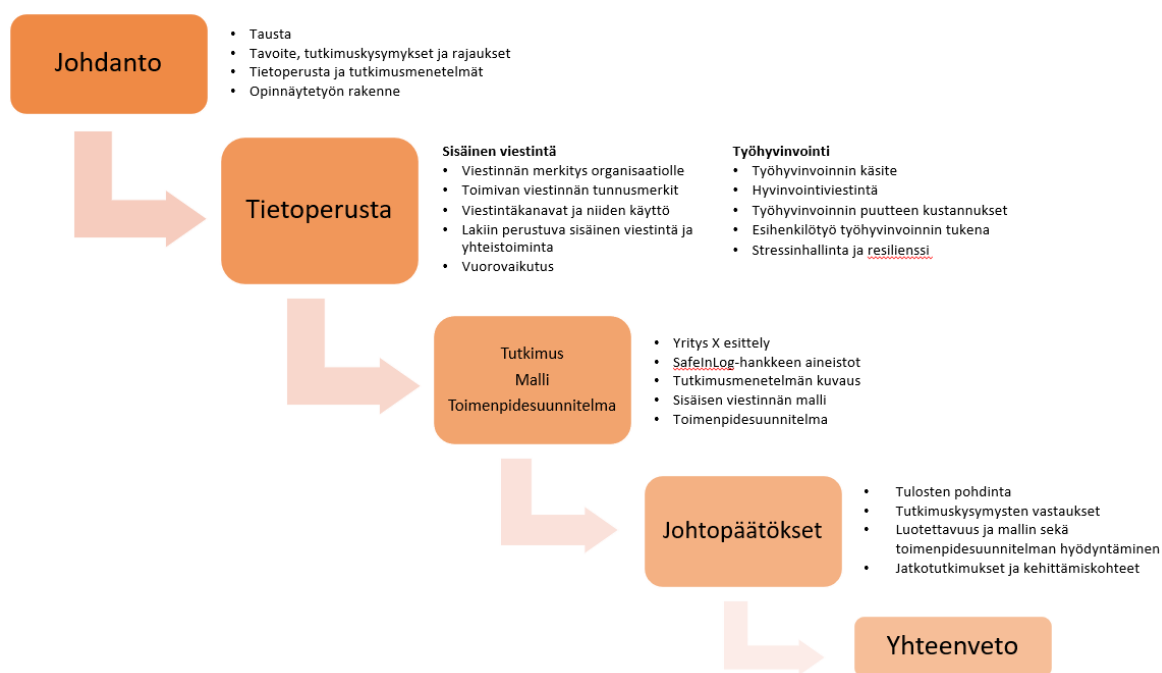 Johdanto
• Tausta
• Tavoite, tutkimuskysymykset ja rajaukset
• Tietoperusta ja tutkimusmenetelmät
• Opinnäytetyön rakenne
Tietoperusta
Sisäinen viestintä
• Viestinnän merkitys organisaatiolle
• Toimivan viestinnän tunnusmerkit
• Viestintäkanavat ja niiden käyttö
• Lakiin perustuva sisäinen viestintä ja
yhteistoiminta
• Vuorovaikutus
Työhyvinvointi
• Työhyvinvoinnin käsite
• Hyvinvointiviestintä
• Työhyvinvoinnin puutteen kustannukset
• Esihenkilötyö työhyvinvoinnin tukena
• Stressinhallinta ja resilienssi
Tutkimus
Malli
Toimenpidesuunnitelma
• Yritys X esittely
• SafeInLog-hankkeen aineistot
• Tutkimusmenetelmän kuvaus
• Sisäisen viestinnän malli
• Toimenpidesuunnitelma
Johtopäätökset
• Tulosten pohdinta
• Tutkimuskysymysten vastaukset
• Luotettavuus ja mallin sekä
toimenpidesuunnitelman hyödyntäminen
• Jatkotutkimukset ja kehittämiskohteet
Yhteenveto